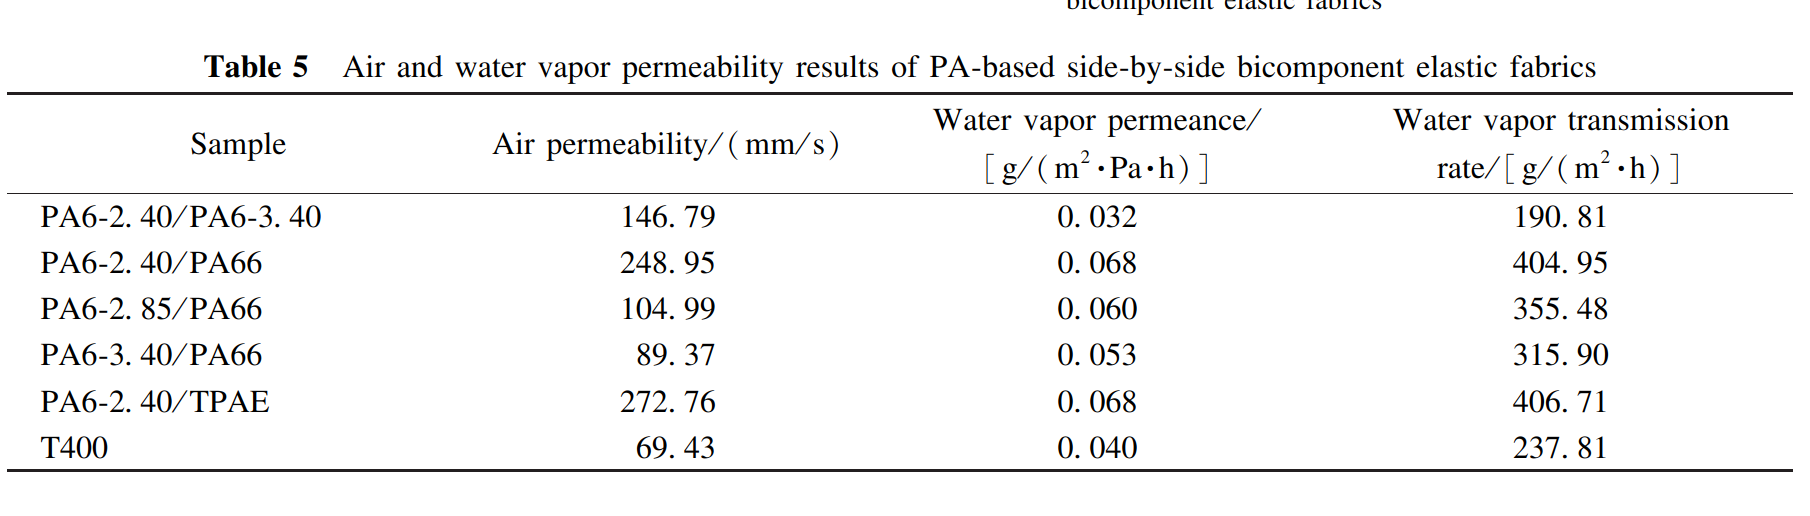 bicomponent elastic fabrics
Table 5 Air and water vapor permeability results of PA-based side-by-side bicomponent elastic fabrics
Sample Air permeability/(mm/s) Water vapor permeance/[g/(m²·Pa·h)] Water vapor transmission rate/[g/(m²·h)]
PA6-2.40/PA6-3.40 146.79 0.032 190.81
PA6-2.40/PA66 248.95 0.068 404.95
PA6-2.85/PA66 104.99 0.060 355.48
PA6-3.40/PA66 89.37 0.053 315.90
PA6-2.40/TPAE 272.76 0.068 406.71
T400 69.43 0.040 237.81